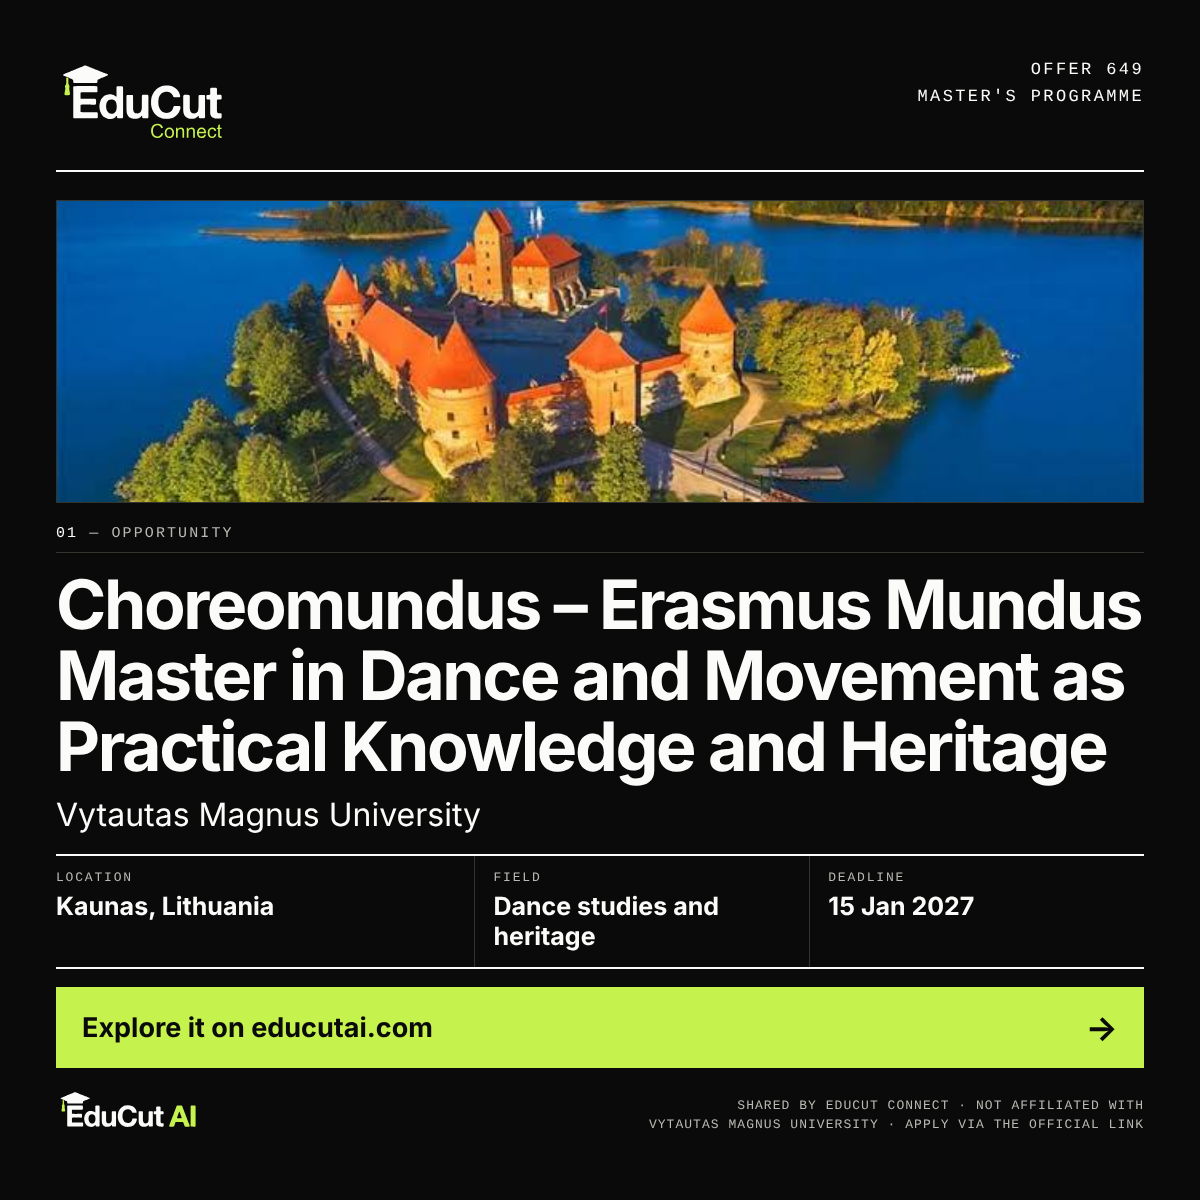 EduCut
Connect
OFFER 649
MASTER'S PROGRAMME
01 — OPPORTUNITY
Choreomundus – Erasmus Mundus
Master in Dance and Movement as
Practical Knowledge and Heritage
Vytautas Magnus University
LOCATION
Kaunas, Lithuania
FIELD
Dance studies and
heritage
DEADLINE
15 Jan 2027
Explore it on educutai.com →
EduCut AI
SHARED BY EDUCUT CONNECT · NOT AFFILIATED WITH
VYTAUTAS MAGNUS UNIVERSITY · APPLY VIA THE OFFICIAL LINK